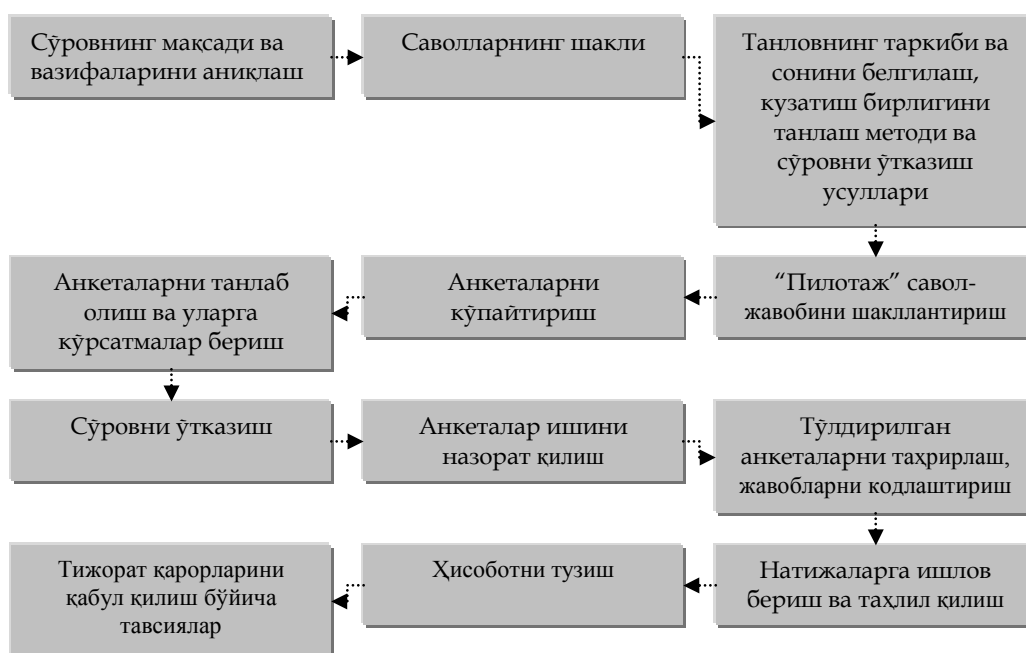 Сўровнинг мақсади ва
вазифаларини аниқлаш
Саволларнинг шакли
Танловнинг таркиби ва
сонини белгилаш,
кузатиш бирлигини
танлаш методи ва
сўровни ўтказиш
усуллари
“Пилотаж” савол-
жавобини шакллантириш
Анкеталарни
кўпайтириш
Анкеталарни танлаб
олиш ва уларга
кўрсатмалар бериш
Сўровни ўтказиш
Анкеталар ишини
назорат қилиш
Тўлдирилган
анкеталарни таҳрирлаш,
жавобларни кодлаштириш
Натижаларга ишлов
бериш ва таҳлил қилиш
Ҳисоботни тузиш
Тижорат қарорларини
қабул қилиш бўйича
тавсиялар